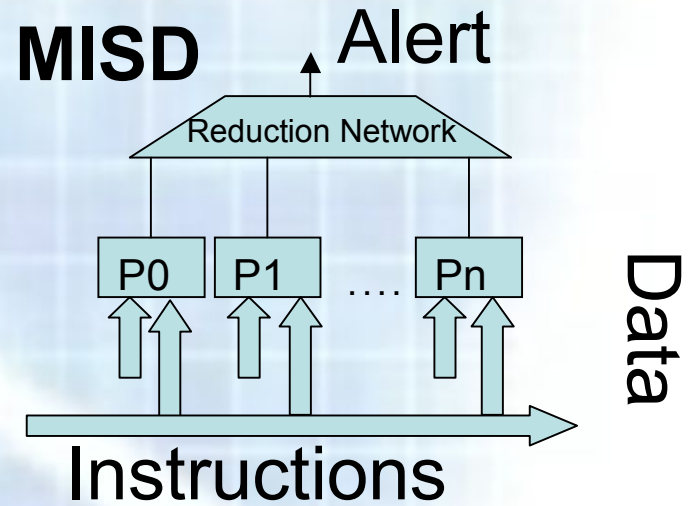 MISD
Alert
Reduction Network
P0 P1 .... Pn
Data
Instructions